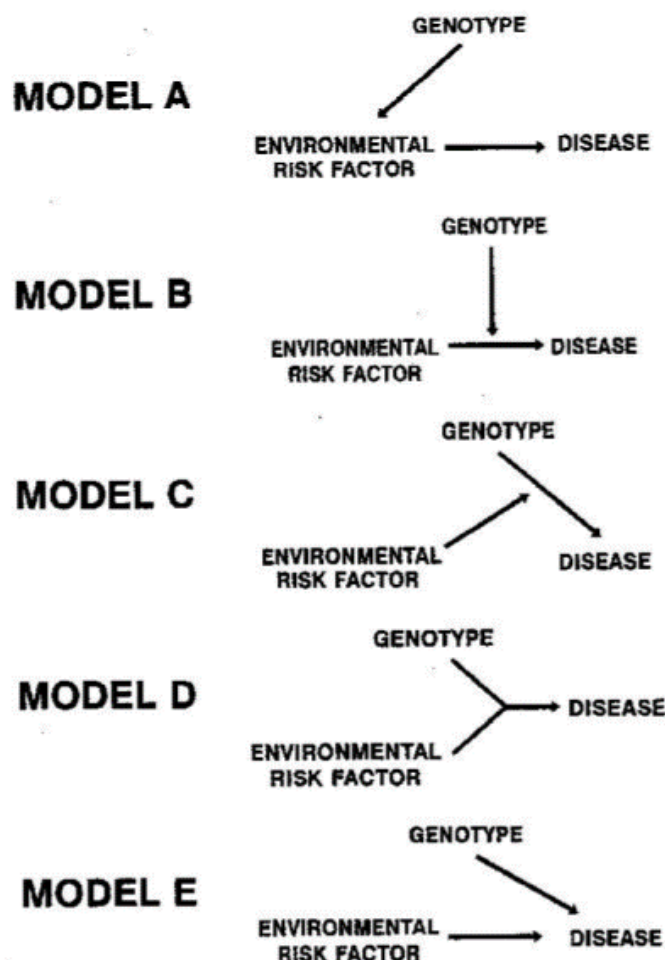 GENOTYPE
MODEL A
ENVIRONMENTAL
RISK FACTOR
DISEASE
GENOTYPE
MODEL B
ENVIRONMENTAL
RISK FACTOR
DISEASE
GENOTYPE
MODEL C
ENVIRONMENTAL
RISK FACTOR
DISEASE
GENOTYPE
MODEL D
DISEASE
ENVIRONMENTAL
RISK FACTOR
GENOTYPE
MODEL E
ENVIRONMENTAL
RISK FACTOR
DISEASE